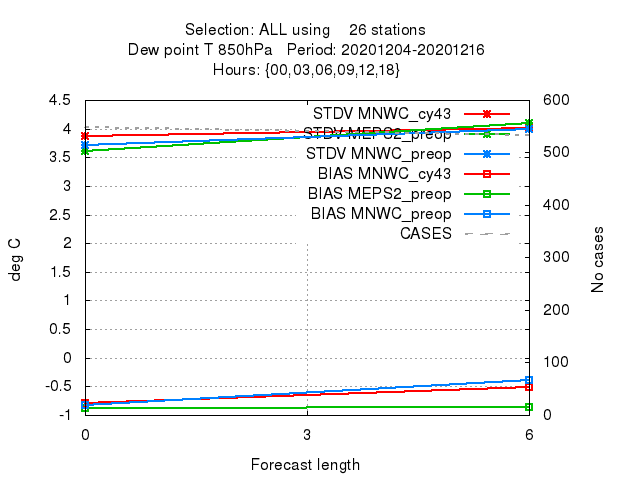 Selection: ALL using 26 stations
Dew point T 850hPa Period: 20201204-20201216
Hours: {00,03,06,09,12,18}
STDV MNWC_cy43
STDV MEPS2_preop
STDV MNWC_preop
BIAS MNWC_cy43
BIAS MEPS2_preop
BIAS MNWC_preop
CASES
4.5
4
3.5
3
2.5
2
1.5
1
0.5
0
-0.5
-1
deg C
600
500
400
300
200
100
0
No cases
0 3 6
Forecast length